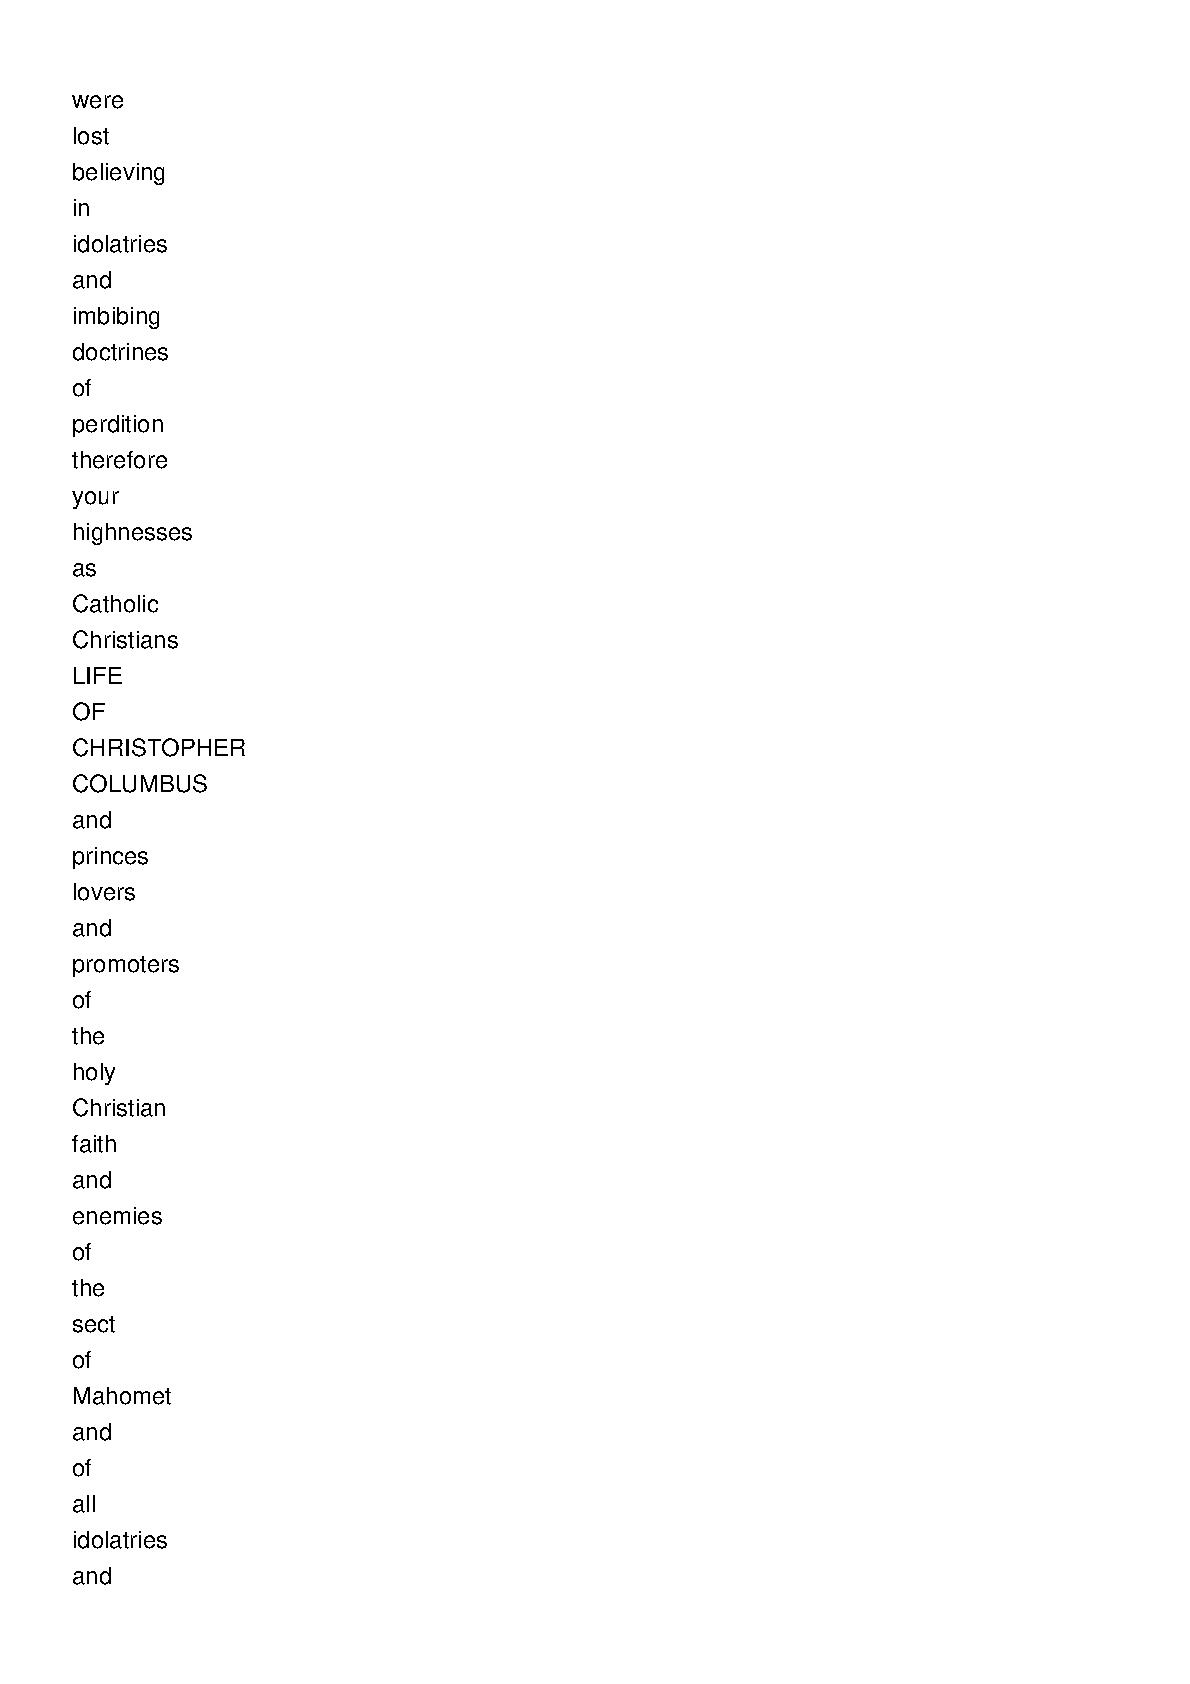 were
lost
believing
in
idolatries
and
imbibing
doctrines
of
perdition
therefore
your
highnesses
as
Catholic
Christians
LIFE
OF
CHRISTOPHER
COLUMBUS
and
princes
lovers
and
promoters
of
the
holy
Christian
faith
and
enemies
of
the
sect
of
Mahomet
and
of
all
idolatries
and